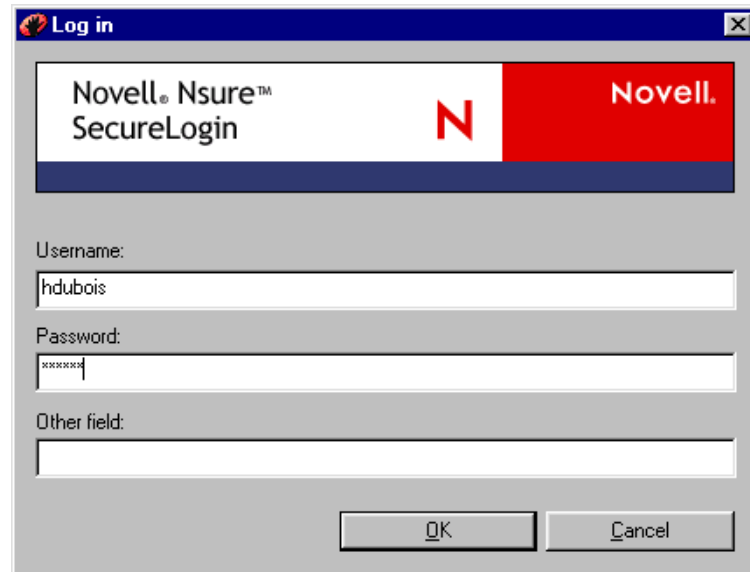 Log in
Novell® Nsure™
SecureLogin
N
Novell®
Username:
hdubois
Password:
××××××
Other field:
OK
Cancel